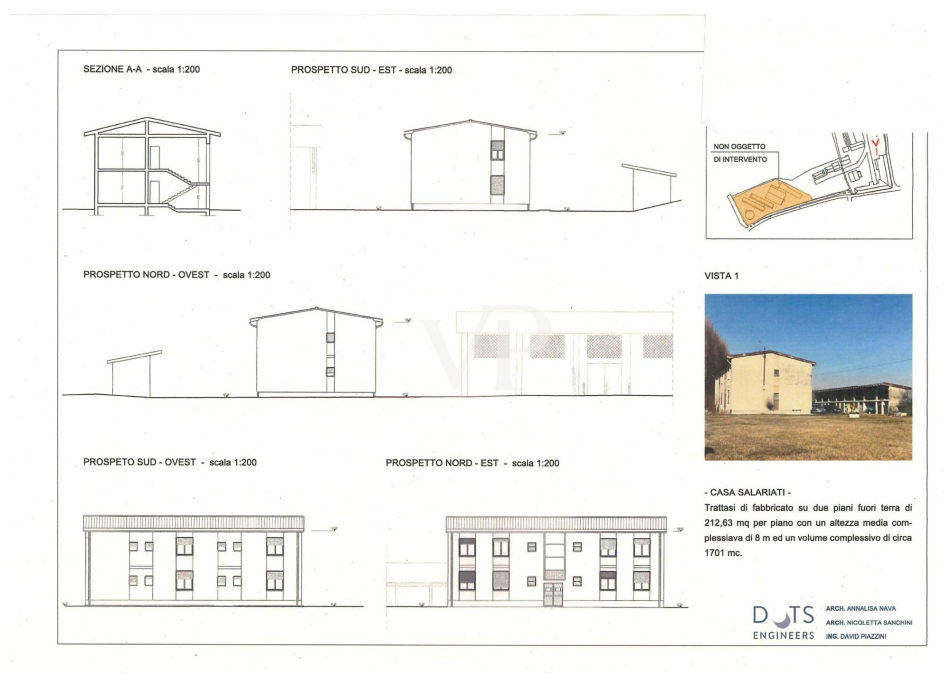 SEZIONE A-A - scala 1:200
PROSPETTO SUD - EST - scala 1:200
NON OGGETTO
DI INTERVENTO
V1
PROSPETTO NORD - OVEST - scala 1:200
VISTA 1
VP
PROSPETO SUD - OVEST - scala 1:200
PROSPETTO NORD - EST - scala 1:200
- CASA SALARIATI -
Trattasi di fabbricato su due piani fuori terra di
212,63 mq per piano con un altezza media com-
plessiava di 8 m ed un volume complessivo di circa
1701 mc.
DOTS
ENGINEERS
ARCH. ANNALISA NAVA
ARCH. NICOLETTA SANCHINI
ING. DAVID PIAZZINI